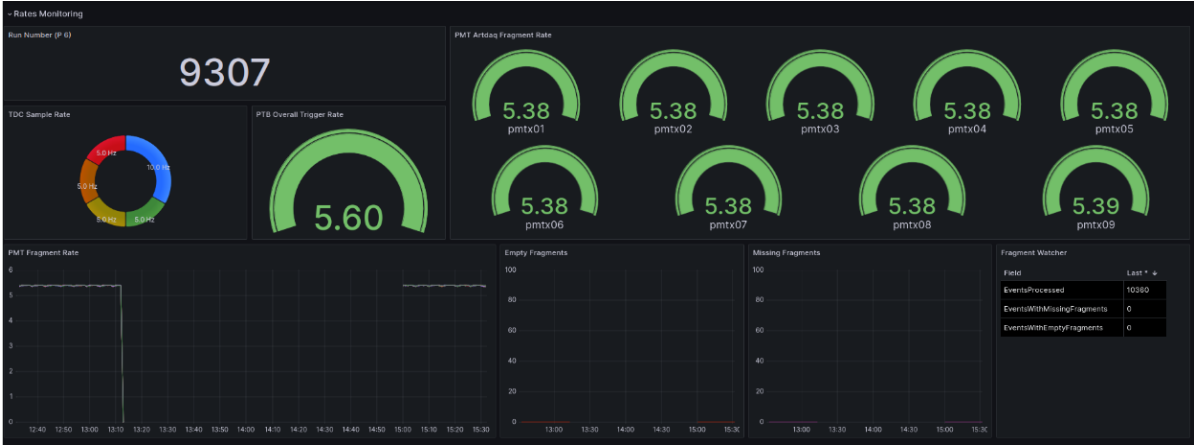 Rates Monitoring
Run Number (P 6)
9307
PMT Artdaq Fragment Rate
5.38 5.38 5.38 5.38 5.38
pmtx01 pmtx02 pmtx03 pmtx04 pmtx05
5.38 5.38 5.38 5.39
pmtx06 pmtx07 pmtx08 pmtx09
TDC Sample Rate
5.0 Hz
10.0 Hz
5.0 Hz
5.0 Hz 5.0 Hz
PTB Overall Trigger Rate
5.60
PMT Fragment Rate
6
5
4
3
2
1
0
12:40 12:50 13:00 13:10 13:20 13:30 13:40 13:50 14:00 14:10 14:20 14:30 14:40 14:50 15:00 15:10 15:20 15:30
Empty Fragments
100
80
60
40
20
0
13:00 13:30 14:00 14:30 15:00 15:30
Missing Fragments
100
80
60
40
20
0
13:00 13:30 14:00 14:30 15:00 15:30
Fragment Watcher
Field Last *
EventsProcessed 10360
EventsWithMissingFragments 0
EventsWithEmptyFragments 0